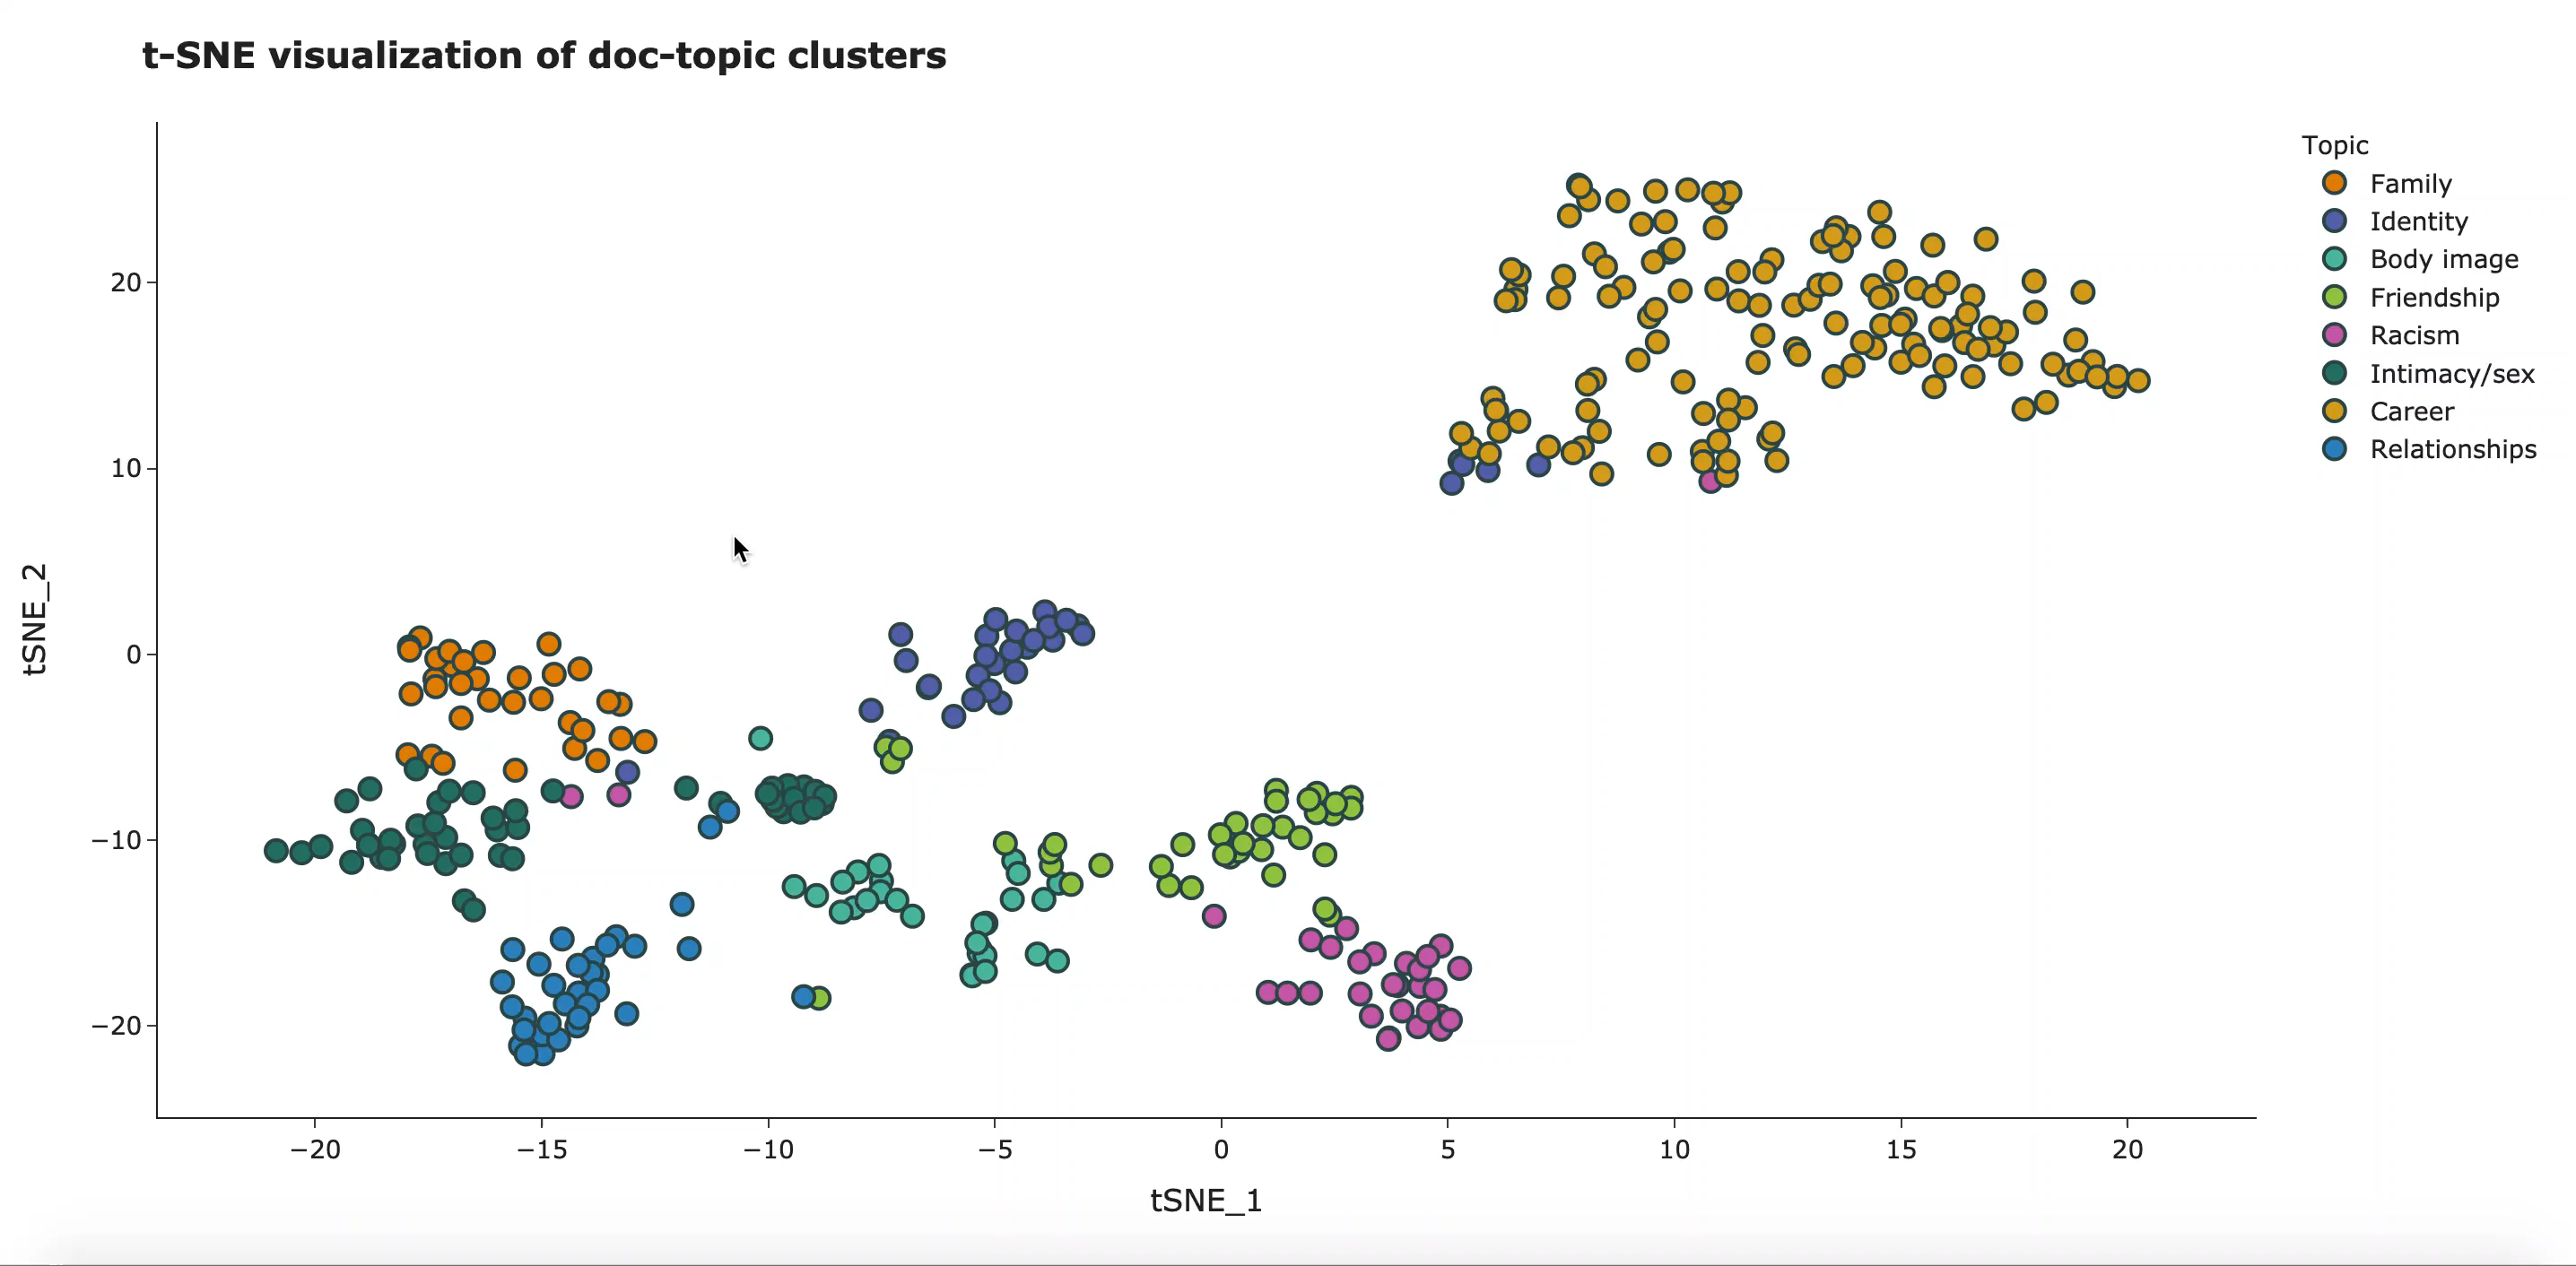 t-SNE visualization of doc-topic clusters
Topic
Family
Identity
Body image
Friendship
Racism
Intimacy/sex
Career
Relationships
20
10
0
−10
−20
tSNE_2
−20 −15 −10 −5 0 5 10 15 20
tSNE_1